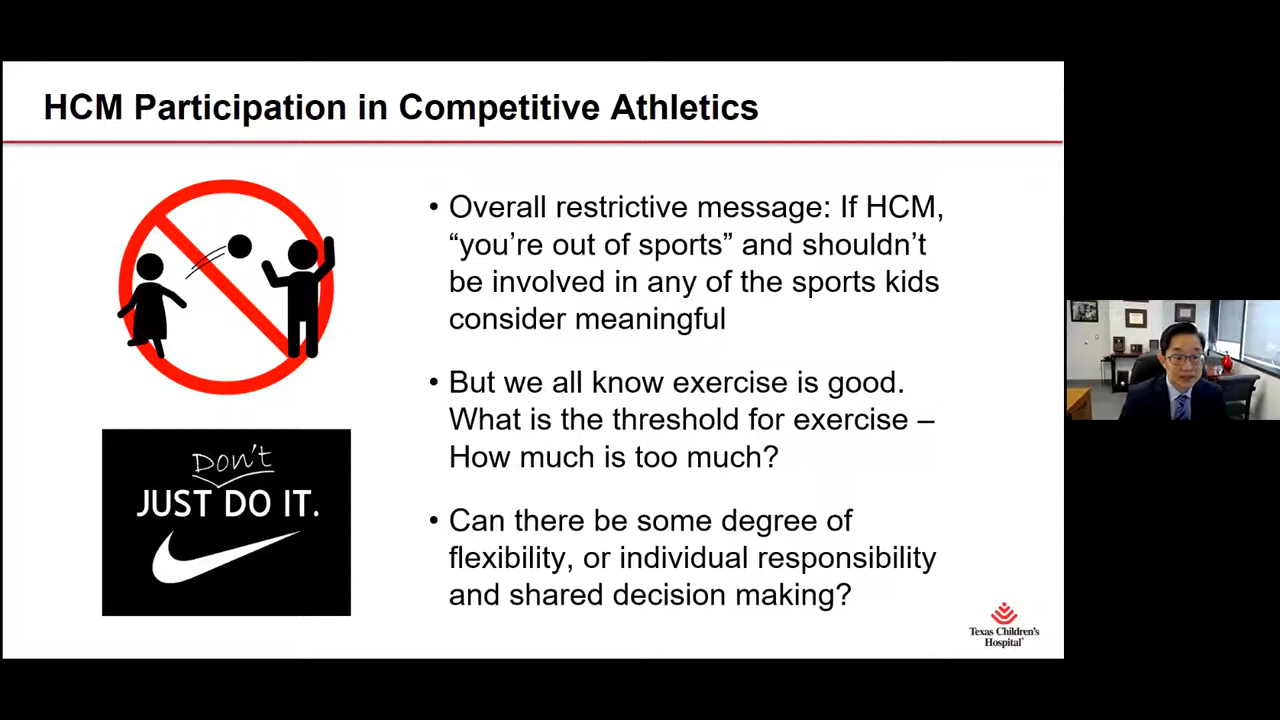 HCM Participation in Competitive Athletics
• Overall restrictive message: If HCM,
“you’re out of sports” and shouldn’t
be involved in any of the sports kids
consider meaningful
• But we all know exercise is good.
What is the threshold for exercise –
How much is too much?
• Can there be some degree of
flexibility, or individual responsibility
and shared decision making?
Don't
JUST DO IT.
Texas Children's
Hospital